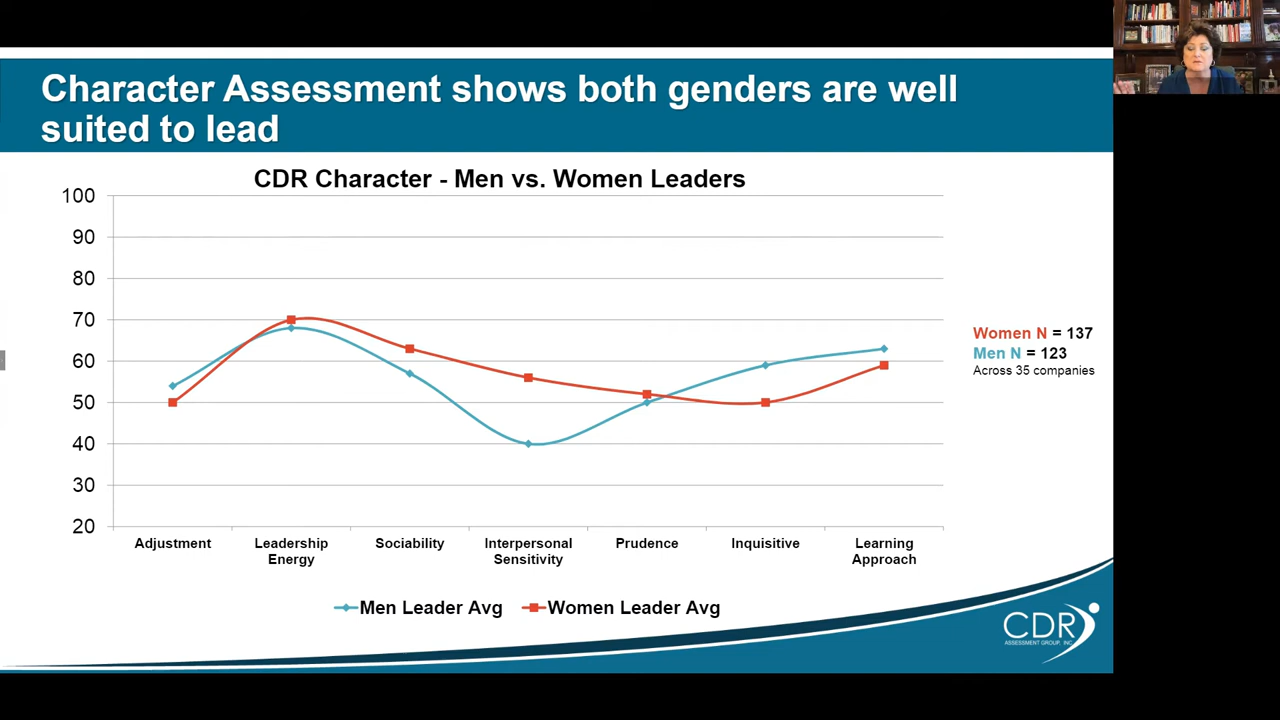 Character Assessment shows both genders are well
suited to lead
CDR Character - Men vs. Women Leaders
100
90
80
70
60
50
40
30
20
Adjustment
Leadership
Energy
Sociability
Interpersonal
Sensitivity
Prudence
Inquisitive
Learning
Approach
Men Leader Avg
Women Leader Avg
Women N = 137
Men N = 123
Across 35 companies
CDR
ASSESSMENT GROUP, INC.